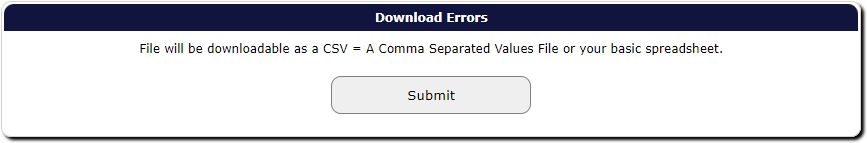 Download Errors
File will be downloadable as a CSV = A Comma Separated Values File or your basic spreadsheet.
Submit